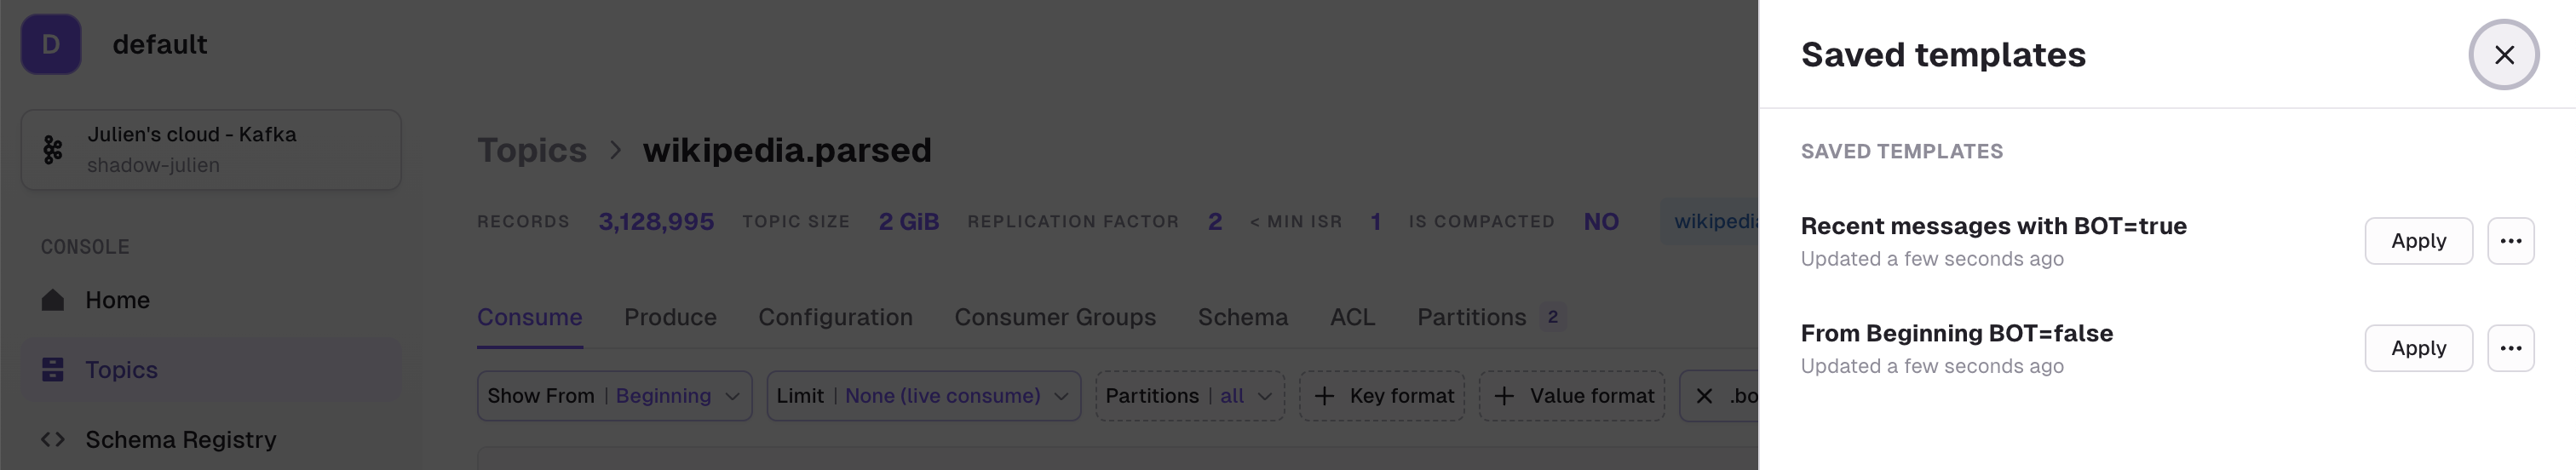 D default
Julien's cloud - Kafka
shadow-julien
CONSOLE
Home
Topics
Schema Registry
Topics > wikipedia.parsed
RECORDS 3,128,995 TOPIC SIZE 2 GiB REPLICATION FACTOR 2 < MIN ISR 1 IS COMPACTED NO
Consume Produce Configuration Consumer Groups Schema ACL Partitions 2
Show From | Beginning Limit | None (live consume) Partitions | all + Key format + Value format
Saved templates
SAVED TEMPLATES
Recent messages with BOT=true
Updated a few seconds ago
Apply
From Beginning BOT=false
Updated a few seconds ago
Apply